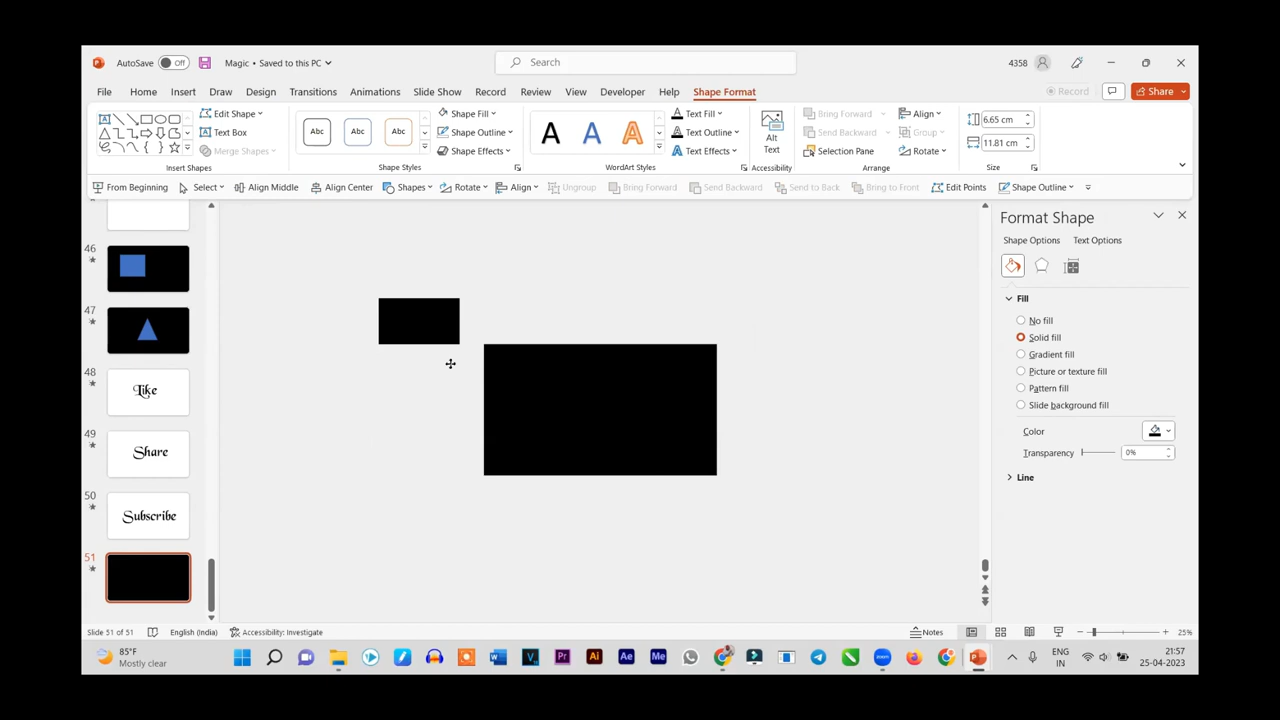 AutoSave Off Magic • Saved to this PC Search 4358
File Home Insert Draw Design Transitions Animations Slide Show Record Review View Developer Help Shape Format Record Share
Edit Shape
Text Box
Merge Shapes
Insert Shapes
Abc Abc Abc
Shape Fill
Shape Outline
Shape Effects
Shape Styles
A A A
Text Fill
Text Outline
Text Effects
WordArt Styles
Alt Text
Accessibility
Bring Forward
Send Backward
Selection Pane
Align
Group
Rotate
Arrange
6.65 cm
11.81 cm
Size
From Beginning Select Align Middle Align Center Shapes Rotate Align Ungroup Bring Forward Send Backward Send to Back Bring to Front Edit Points Shape Outline
46
47
48
Like
49
Share
50
Subscribe
51
Format Shape
Shape Options Text Options
Fill
No fill
Solid fill
Gradient fill
Picture or texture fill
Pattern fill
Slide background fill
Color
Transparency 0%
Line
Slide 51 of 51 English (India) Accessibility: Investigate Notes 25%
85°F
Mostly clear
ENG
IN
21:57
25-04-2023